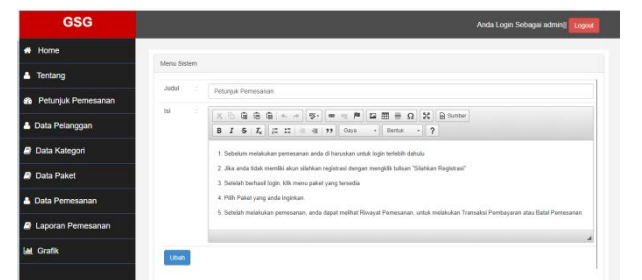 GSG
Anda Login Sebagai admin|| Logout
Home
Tentang
Petunjuk Pemesanan
Data Pelanggan
Data Kategori
Data Paket
Data Pemesanan
Laporan Pemesanan
Grafik
Menu Sistem
Judul : Petunjuk Pemesanan
Isi :
Sumber
B I S Ix Gaya Bentuk ?
1. Sebelum melakukan pemesanan anda di haruskan untuk login terlebih dahulu
2. Jika anda tidak memiliki akun silahkan registrasi dengan mengklik tulisan "Silahkan Registrasi"
3. Setelah berhasil login, klik menu paket yang tersedia
4. Pilih Paket yang anda inginkan.
5. Setelah melakukan pemesanan, anda dapat melihat Riwayat Pemesanan, untuk melakukan Transaksi Pembayaran atau Batal Pemesanan
Ubah